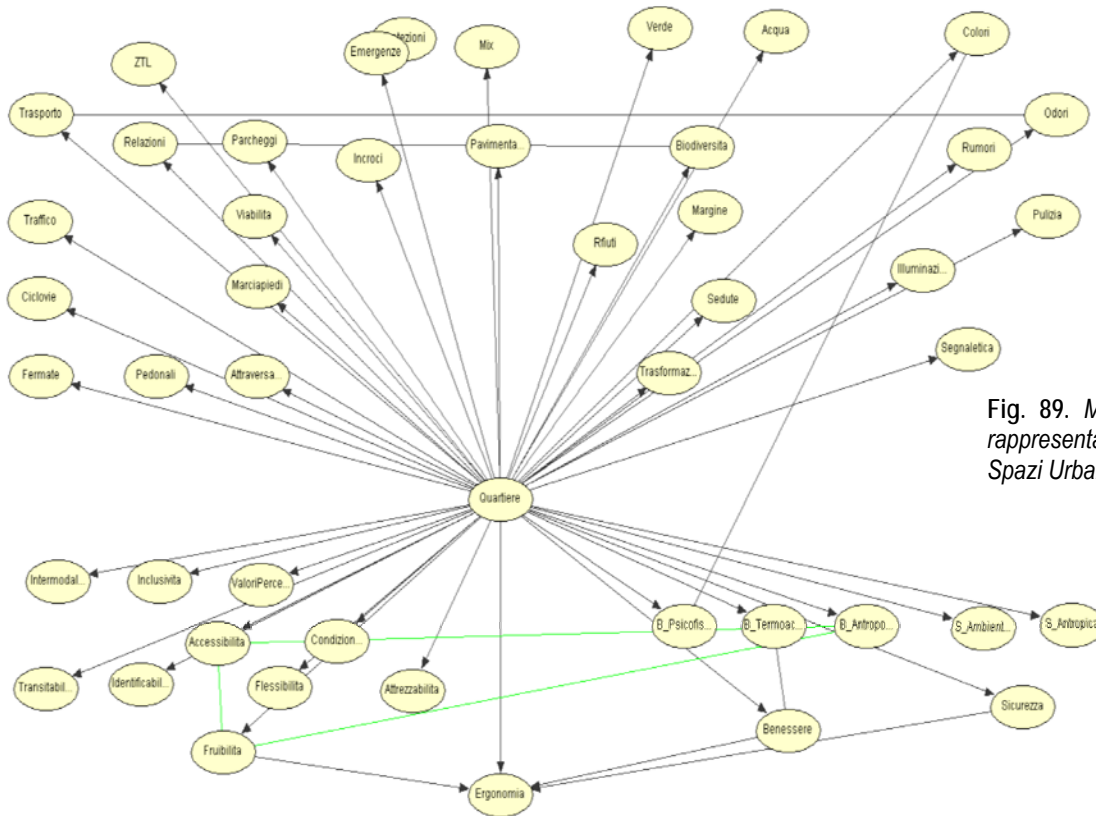 Verde
Acqua
Colori
Emergenze
ezioni
Mix
ZTL
Trasporto
Odori
Relazioni
Parcheggi
Incroci
Pavimenta...
Biodiversita
Rumori
Traffico
Viabilita
Rfiuti
Margine
Pulizia
Ciclovie
Marciapiedi
Sedute
Illuminazi...
Fermate
Pedonali
Attraversa...
Trasformaz...
Segnaletica
Fig. 89. M
rappresenta
Spazi Urba
Quartiere
Intermodal...
Inclusivita
ValoriPerce...
Accessibilita
Condizion...
B_Psicofis...
B_Termoac...
B_Antropo...
S_Ambient...
S_Antropica
Transitabil...
Identificabil...
Flessibilita
Attrezzabilita
Sicurezza
Fruibilita
Benessere
Ergonomia